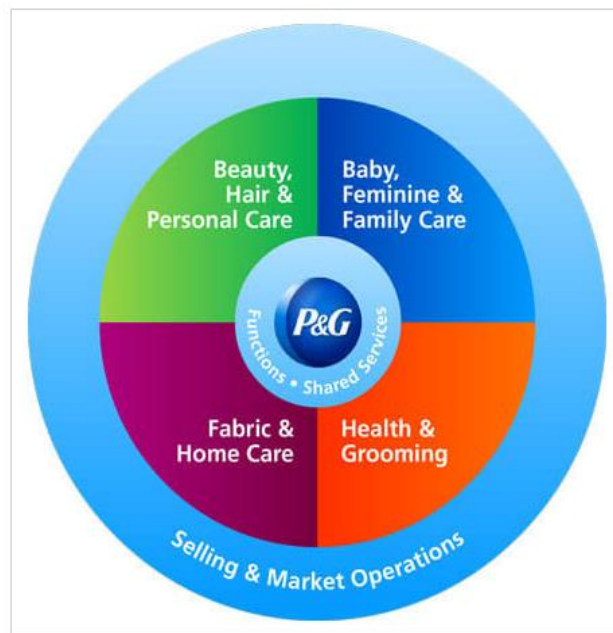 Beauty,
Hair &
Personal Care
Baby,
Feminine &
Family Care
P&G
Functions • Shared Services
Fabric &
Home Care
Health &
Grooming
Selling & Market Operations